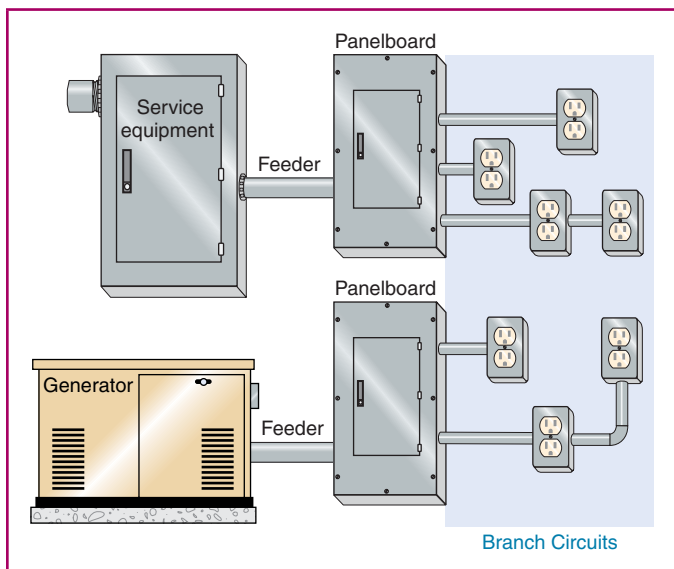 Panelboard
Service
equipment
Feeder
Panelboard
Generator
Feeder
Branch Circuits